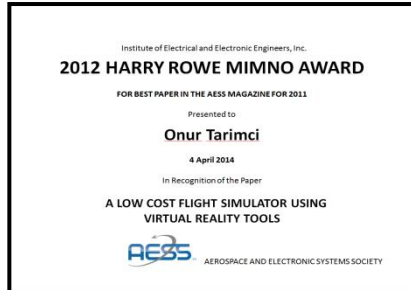 Institute of Electrical and Electronic Engineers, Inc.
2012 HARRY ROWE MIMNO AWARD
FOR BEST PAPER IN THE AESS MAGAZINE FOR 2011
Presented to
Onur Tarimci
4 April 2014
In Recognition of the Paper
A LOW COST FLIGHT SIMULATOR USING
VIRTUAL REALITY TOOLS
AESS AEROSPACE AND ELECTRONIC SYSTEMS SOCIETY